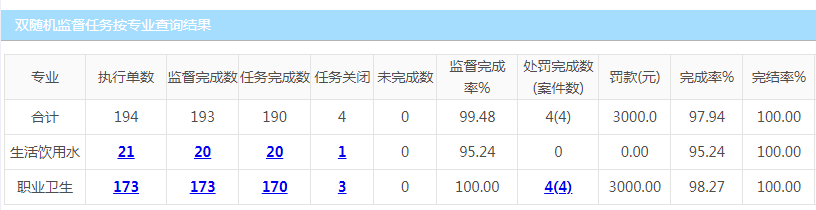 双随机监督任务按专业查询结果
专业 执行单数 监督完成数 任务完成数 任务关闭 未完成数 监督完成率% 处罚完成数(案件数) 罚款(元) 完成率% 完结率%
合计 194 193 190 4 0 99.48 4(4) 3000.0 97.94 100.00
生活饮用水 21 20 20 1 0 95.24 0 0.00 95.24 100.00
职业卫生 173 173 170 3 0 100.00 4(4) 3000.00 98.27 100.00